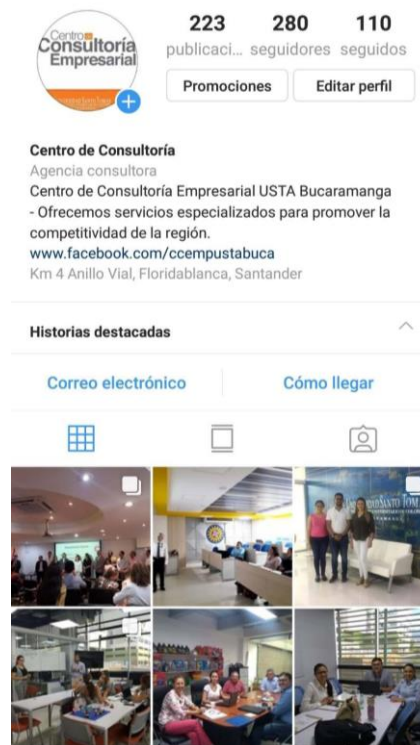 Centro
Consultoría
Empresarial
223 280 110
publicaci... seguidores seguidos
Promociones Editar perfil
Centro de Consultoría
Agencia consultora
Centro de Consultoría Empresarial USTA Bucaramanga
- Ofrecemos servicios especializados para promover la
competitividad de la región.
www.facebook.com/ccempustabuca
Km 4 Anillo Vial, Floridablanca, Santander
Historias destacadas
Correo electrónico Cómo llegar
SANTO TOM